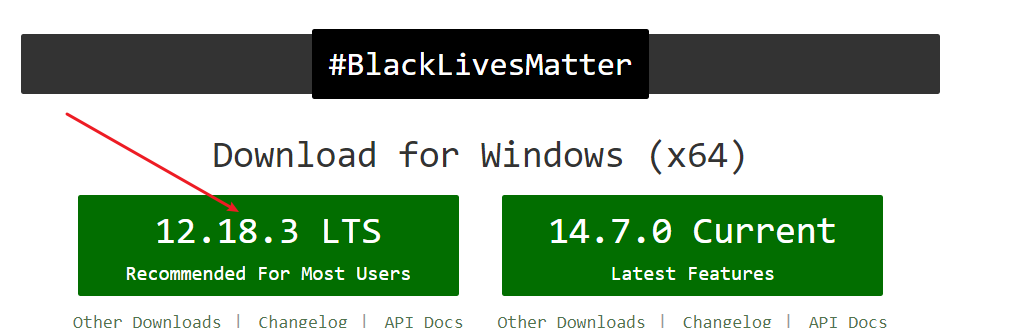 #BlackLivesMatter
Download for Windows (x64)
12.18.3 LTS
Recommended For Most Users
14.7.0 Current
Latest Features
Other Downloads | Changelog | API Docs
Other Downloads | Changelog | API Docs